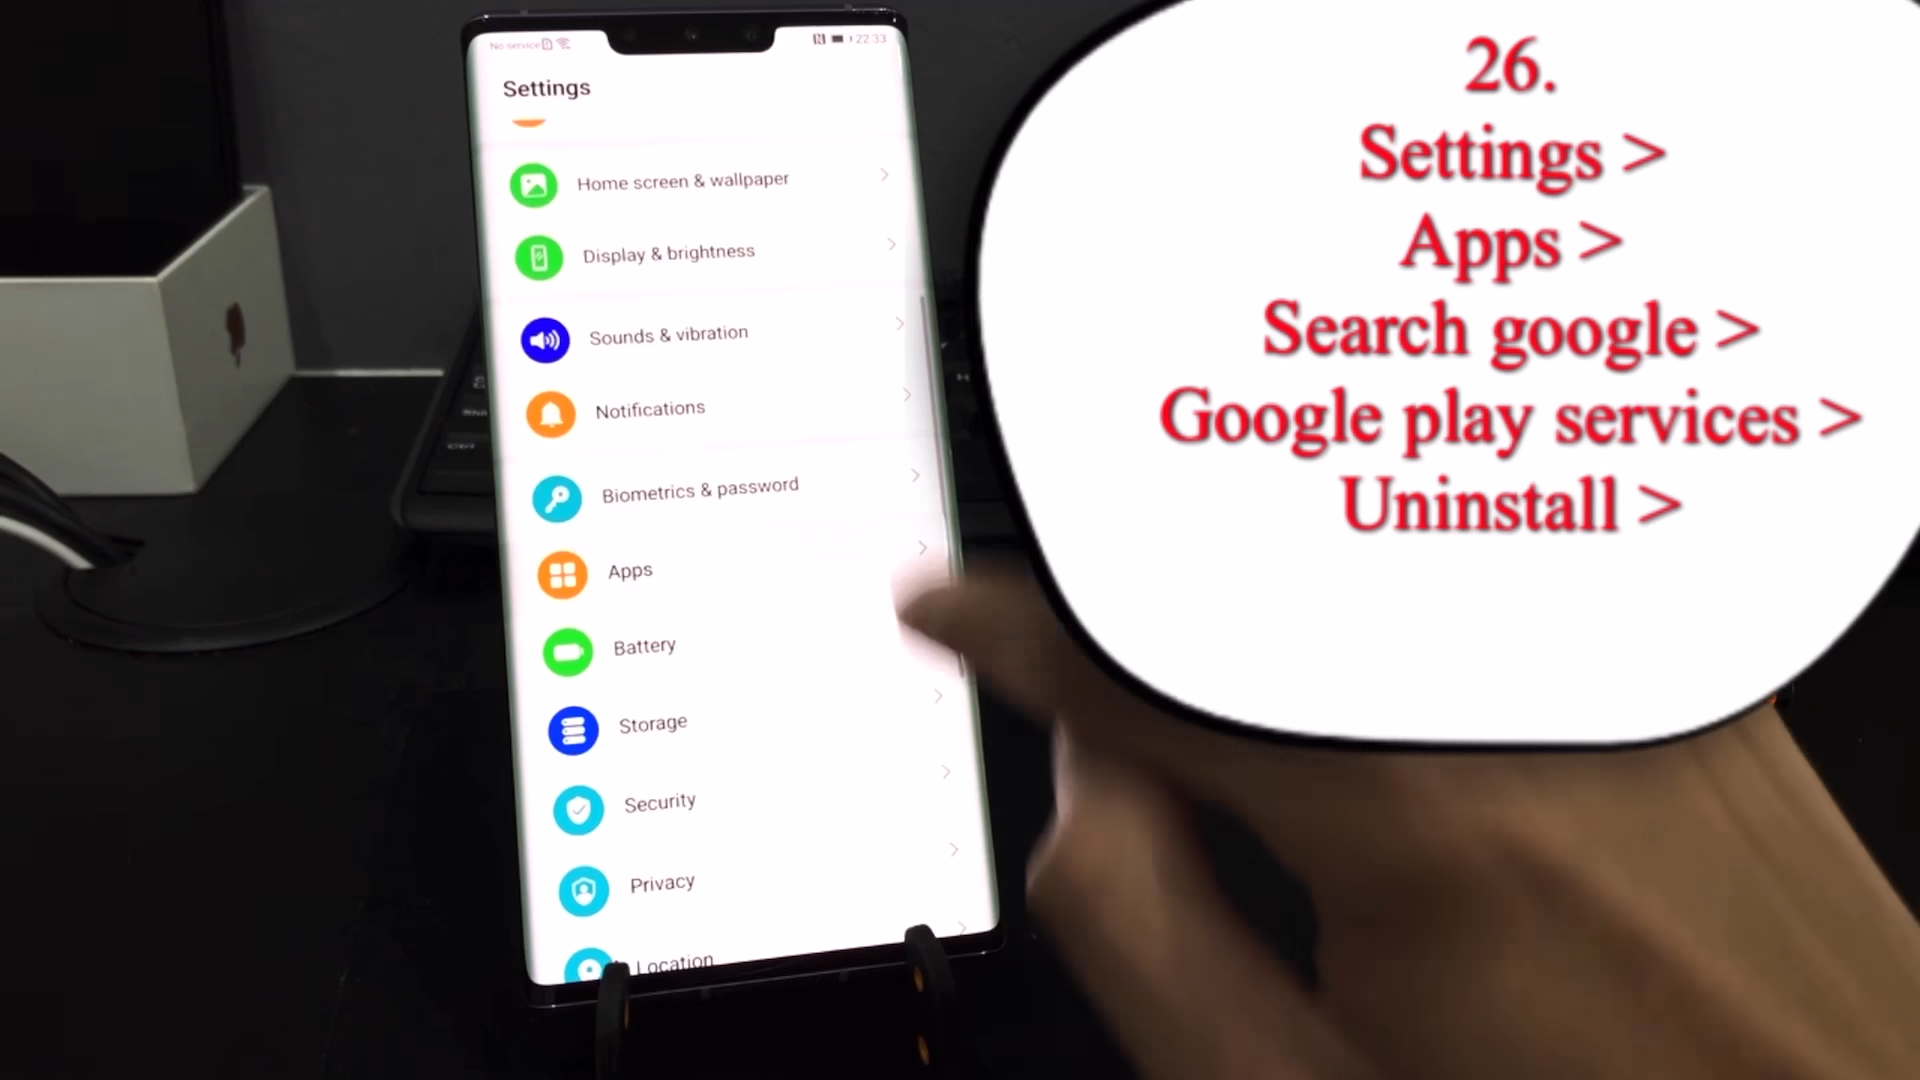 No service
22:33
Settings
Home screen & wallpaper
Display & brightness
Sounds & vibration
Notifications
Biometrics & password
Apps
Battery
Storage
Security
Privacy
Location
26.
Settings >
Apps >
Search google >
Google play services >
Uninstall >